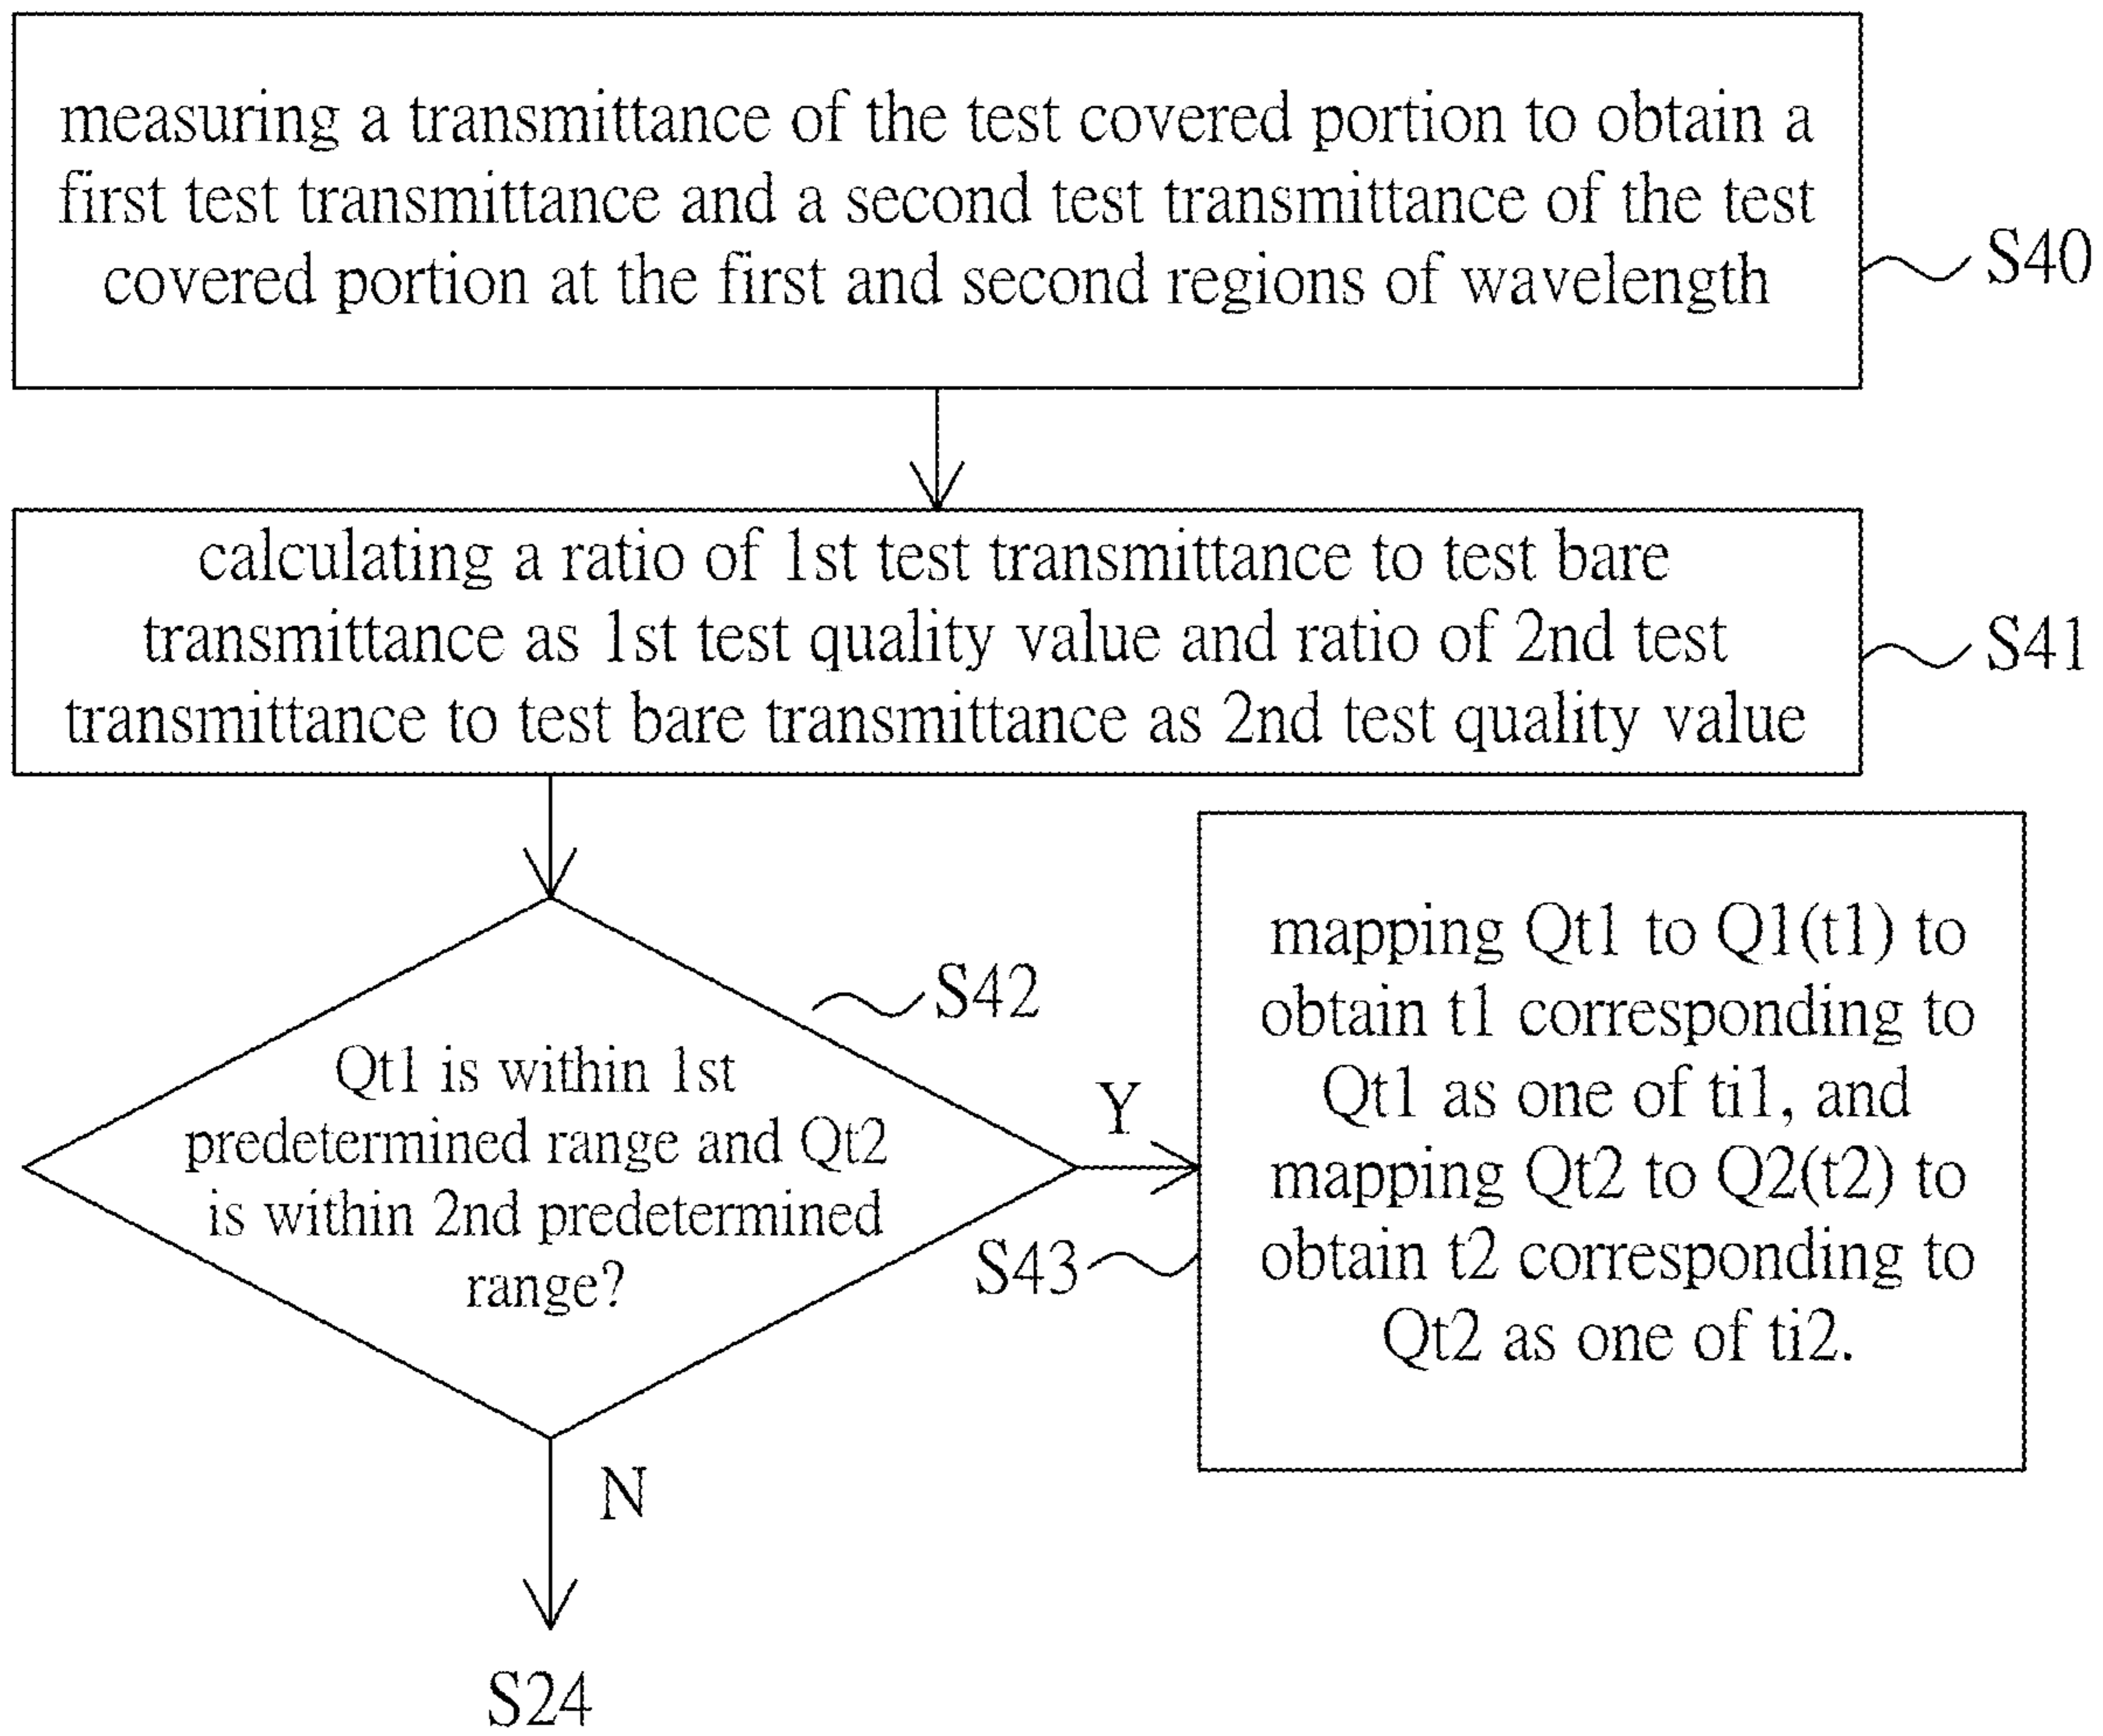 measuring a transmittance of the test covered portion to obtain a
first test transmittance and a second test transmittance of the test
covered portion at the first and second regions of wavelength
S40
calculating a ratio of 1st test transmittance to test bare
transmittance as 1st test quality value and ratio of 2nd test
transmittance to test bare transmittance as 2nd test quality value
S41
S42
Qt1 is within 1st
predetermined range and Qt2
is within 2nd predetermined
range?
Y
S43
mapping Qt1 to Q1(t1) to
obtain t1 corresponding to
Qt1 as one of ti1, and
mapping Qt2 to Q2(t2) to
obtain t2 corresponding to
Qt2 as one of ti2.
N
S24